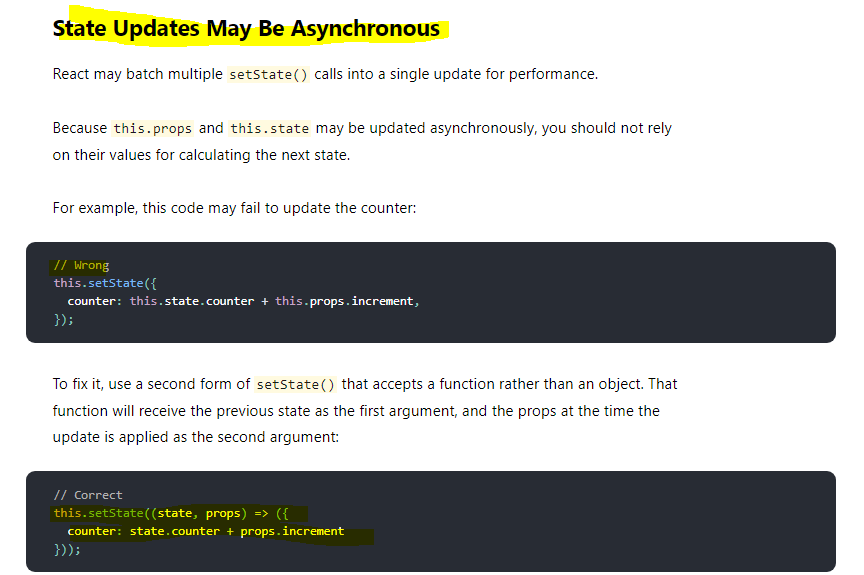 State Updates May Be Asynchronous
React may batch multiple setState() calls into a single update for performance.
Because this.props and this.state may be updated asynchronously, you should not rely
on their values for calculating the next state.
For example, this code may fail to update the counter:
// Wrong
this.setState({
  counter: this.state.counter + this.props.increment,
});
To fix it, use a second form of setState() that accepts a function rather than an object. That
function will receive the previous state as the first argument, and the props at the time the
update is applied as the second argument:
// Correct
this.setState((state, props) => ({
  counter: state.counter + props.increment
}));